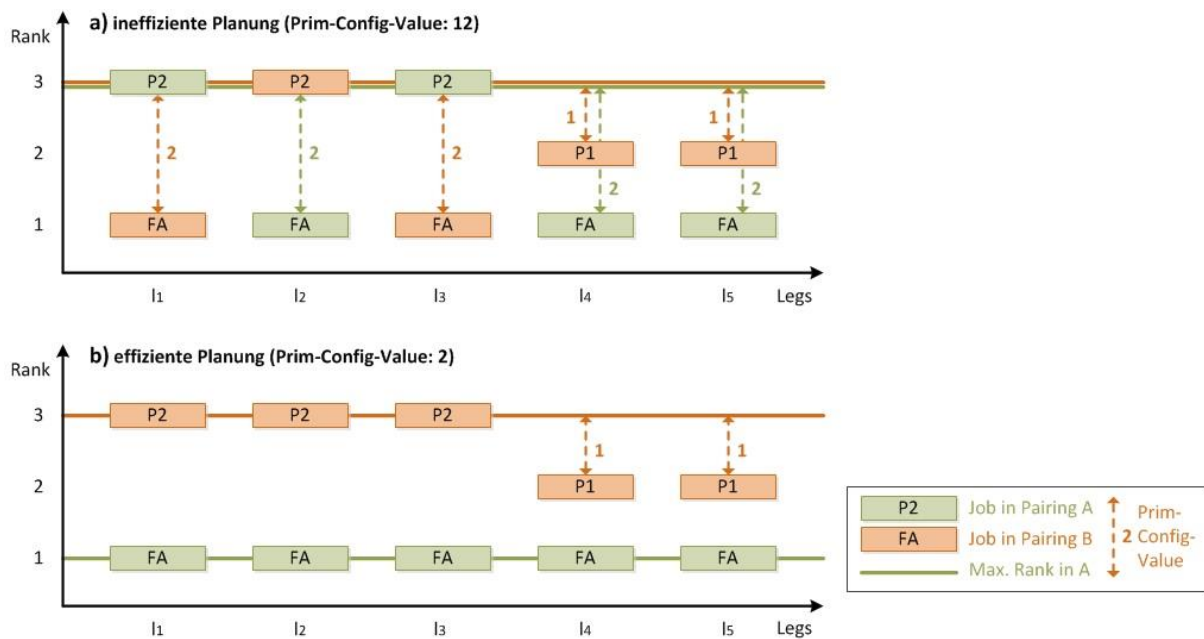 a) ineffiziente Planung (Prim-Config-Value: 12)
Rank
3
P2 P2 P2
1 1
2
2 2 2
P1 P1
2 2
1
FA FA FA FA FA
l1 l2 l3 l4 l5 Legs
b) effiziente Planung (Prim-Config-Value: 2)
Rank
3
P2 P2 P2
1 1
2
P1 P1
1
FA FA FA FA FA
l1 l2 l3 l4 l5 Legs
P2 Job in Pairing A
FA Job in Pairing B
Max. Rank in A
2 Prim-
Config-
Value